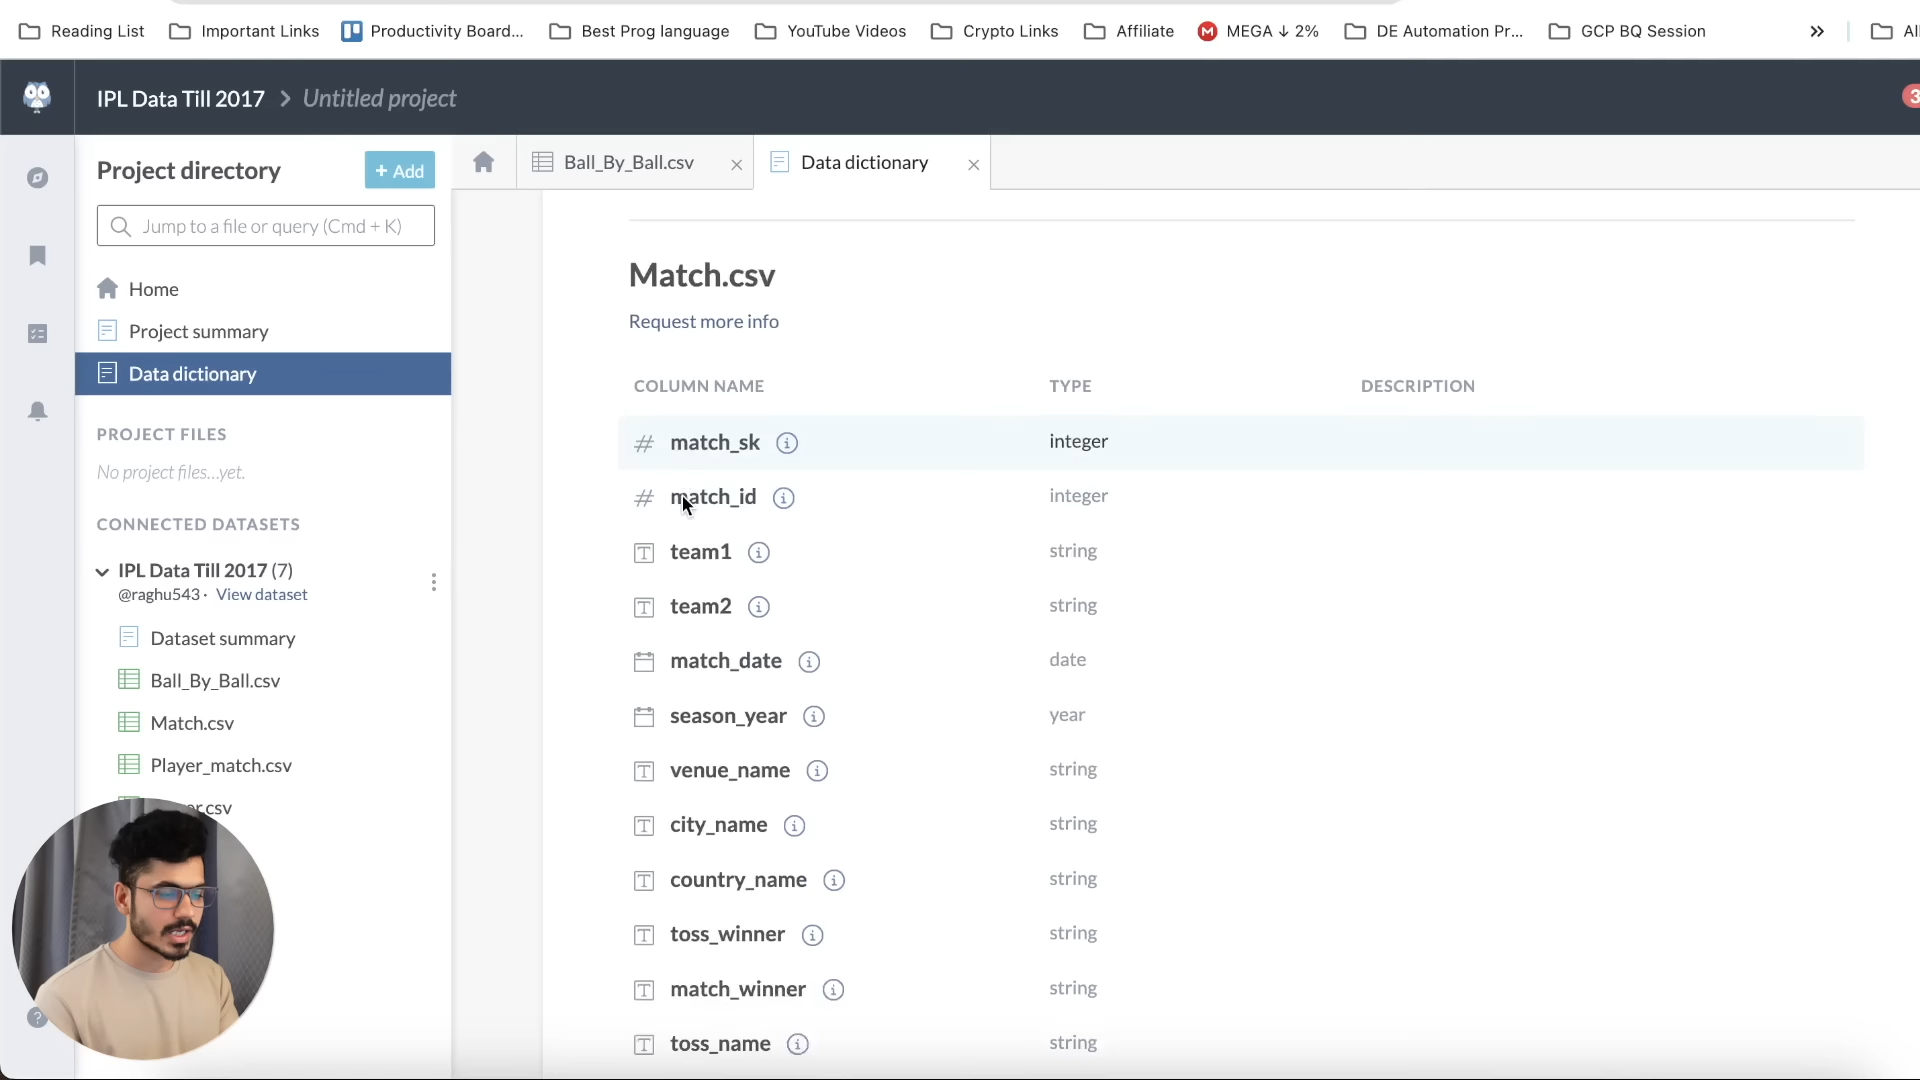 Reading List Important Links Productivity Board... Best Prog language YouTube Videos Crypto Links Affiliate MEGA ↓ 2% DE Automation Pr... GCP BQ Session »
IPL Data Till 2017 > Untitled project
3
Project directory
+ Add
Ball_By_Ball.csv × Data dictionary ×
Jump to a file or query (Cmd + K)
Home
Project summary
Data dictionary
PROJECT FILES
No project files...yet.
CONNECTED DATASETS
IPL Data Till 2017 (7)
@raghu543 · View dataset
Dataset summary
Ball_By_Ball.csv
Match.csv
Player_match.csv
er.csv
?
Match.csv
Request more info
COLUMN NAME TYPE DESCRIPTION
# match_sk i integer
# match_id i integer
T team1 i string
T team2 i string
match_date i date
season_year i year
T venue_name i string
T city_name i string
T country_name i string
T toss_winner i string
T match_winner i string
T toss_name i string